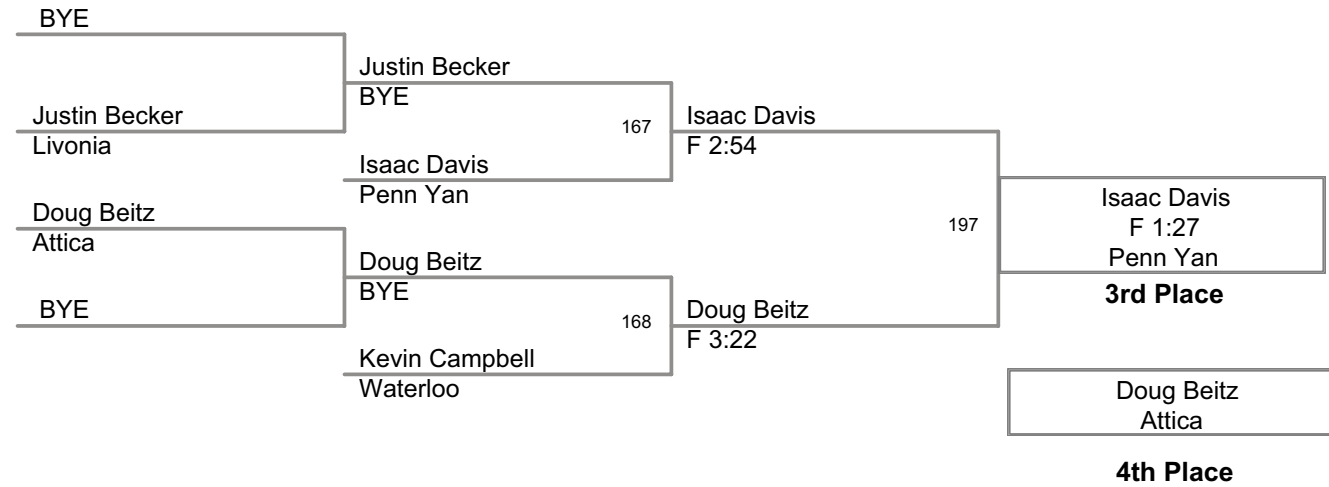 BYE
Justin Becker
BYE
Justin Becker
Livonia
167
Isaac Davis
F 2:54
Isaac Davis
Penn Yan
Doug Beitz
Attica
197
Isaac Davis
F 1:27
Penn Yan
3rd Place
Doug Beitz
BYE
BYE
168
Doug Beitz
F 3:22
Kevin Campbell
Waterloo
Doug Beitz
Attica
4th Place